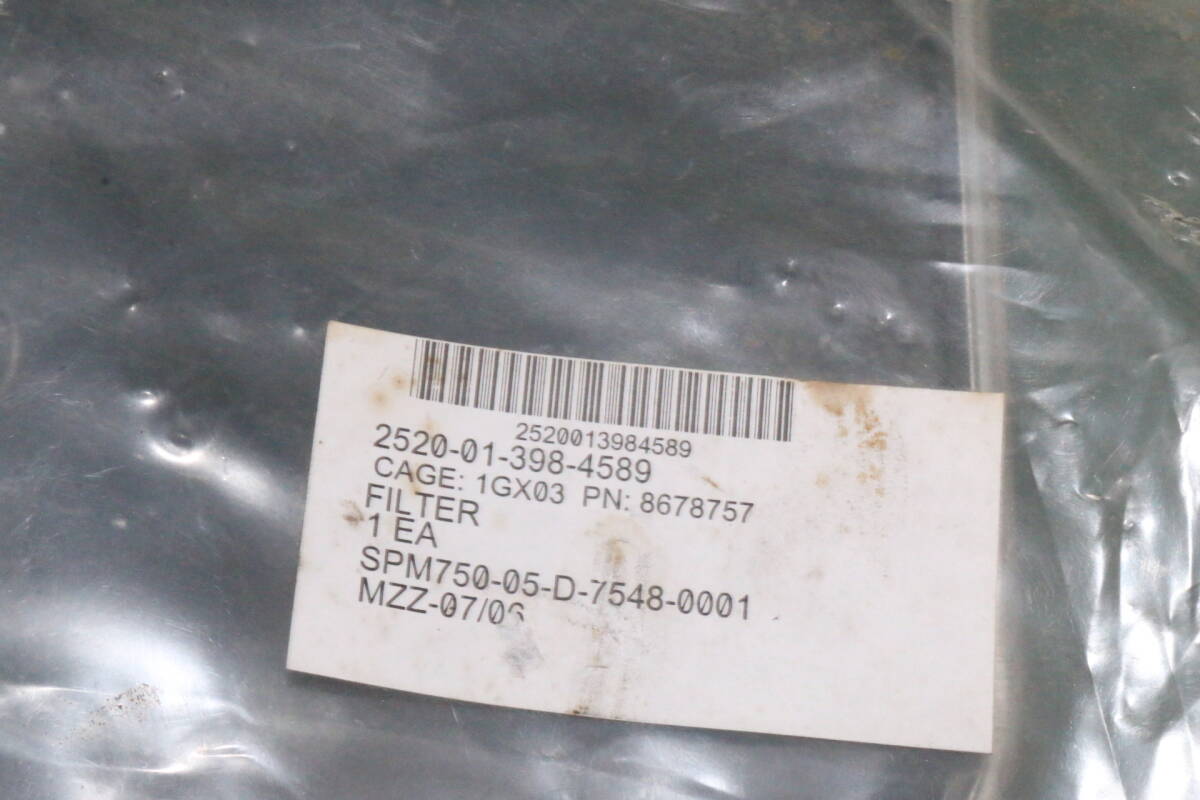 2520013984589
2520-01-398-4589
CAGE: 1GX03 PN: 8678757
FILTER
1 EA
SPM750-05-D-7548-0001
MZZ-07/06